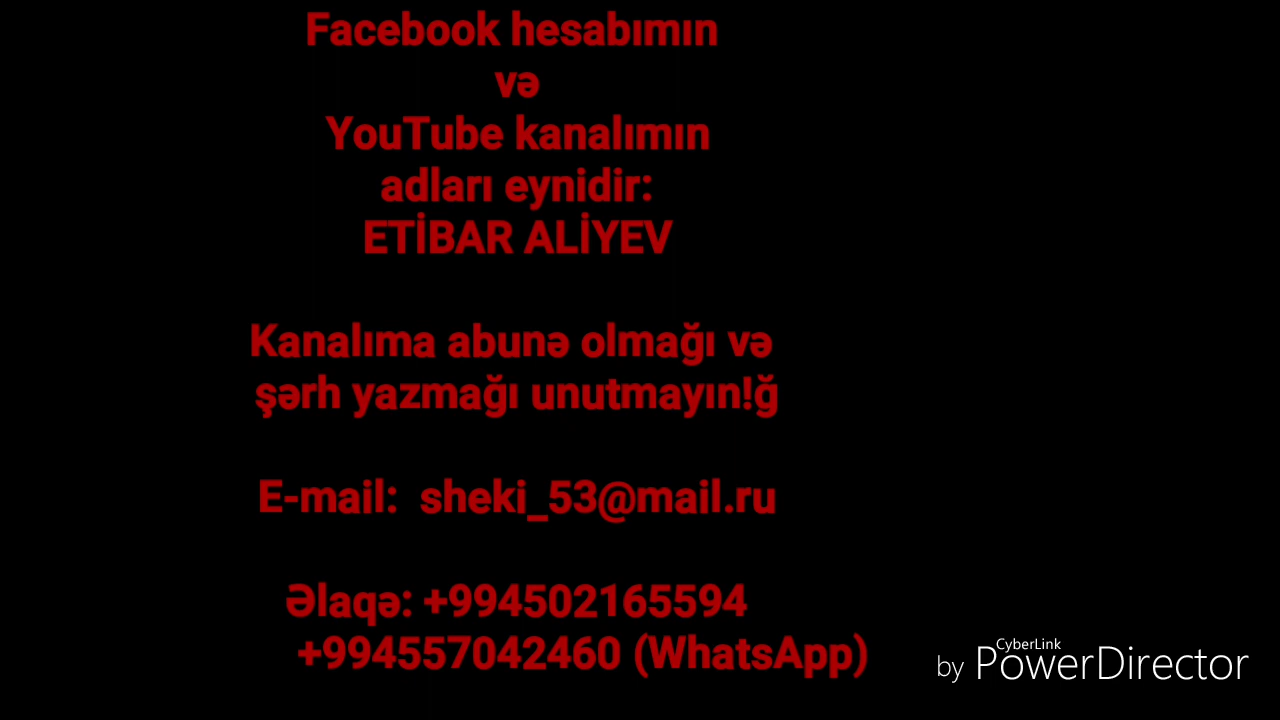 Facebook hesabımın
və
YouTube kanalımın
adları eynidir:
ETİBAR ALİYEV
Kanalıma abunə olmağı və
şərh yazmağı unutmayın!ğ
E-mail: sheki_53@mail.ru
Əlaqə: +994502165594
+994557042460 (WhatsApp)
CyberLink
by PowerDirector